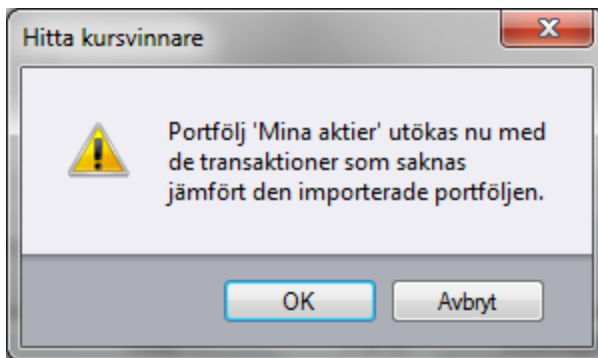 Hitta kursvinnare
Portfölj 'Mina aktier' utökas nu med
de transaktioner som saknas
jämfört den importerade portföljen.
OK
Avbryt